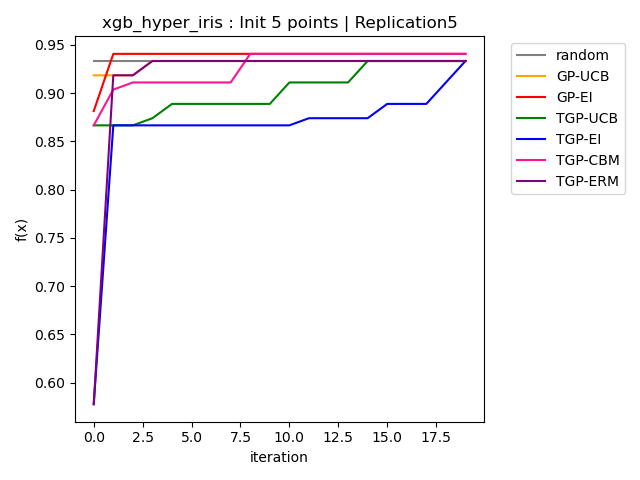 xgb_hyper_iris : Init 5 points | Replication5
f(x)
0.95
0.90
0.85
0.80
0.75
0.70
0.65
0.60
0.0 2.5 5.0 7.5 10.0 12.5 15.0 17.5
iteration
random
GP-UCB
GP-EI
TGP-UCB
TGP-EI
TGP-CBM
TGP-ERM